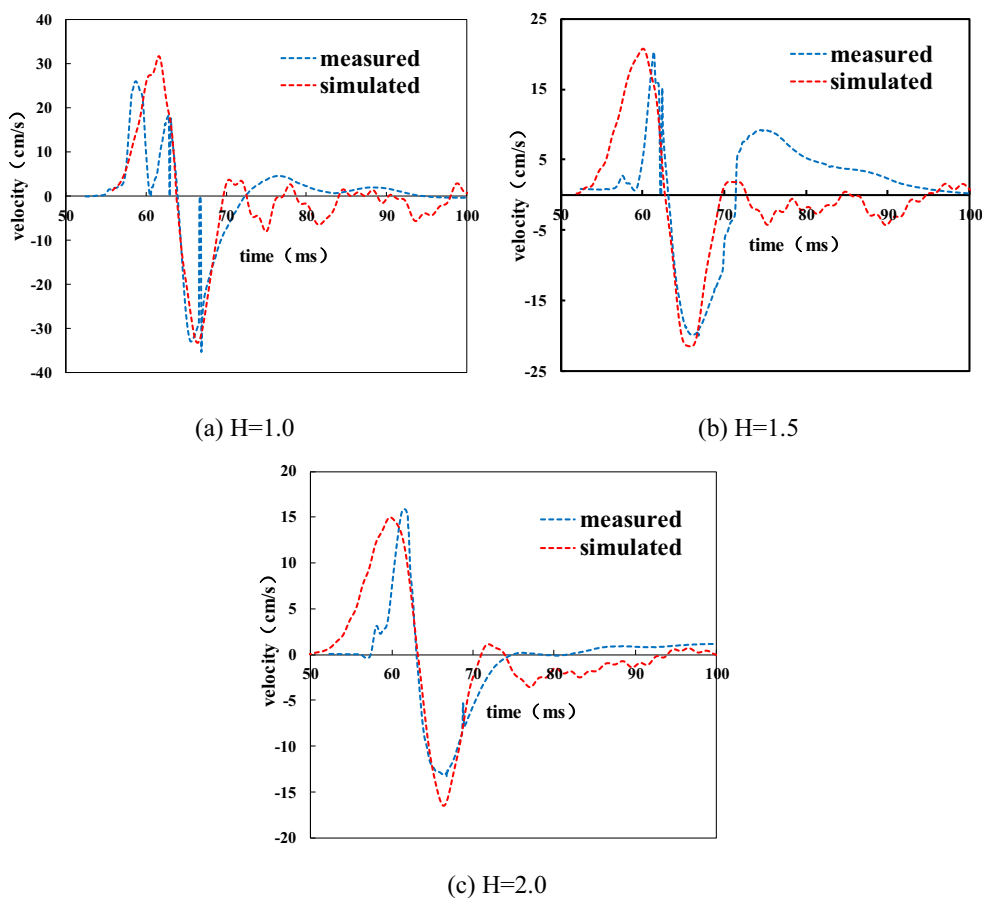 40
30
20
10
0
-10
-20
-30
-40
50 60 70 80 90 100
velocity（cm/s）
time（ms）
measured
simulated
(a) H=1.0
25
15
5
-5
-15
-25
50 60 70 80 90 100
velocity（cm/s）
time（ms）
measured
simulated
(b) H=1.5
20
15
10
5
0
-5
-10
-15
-20
50 60 70 80 90 100
velocity（cm/s）
time（ms）
measured
simulated
(c) H=2.0